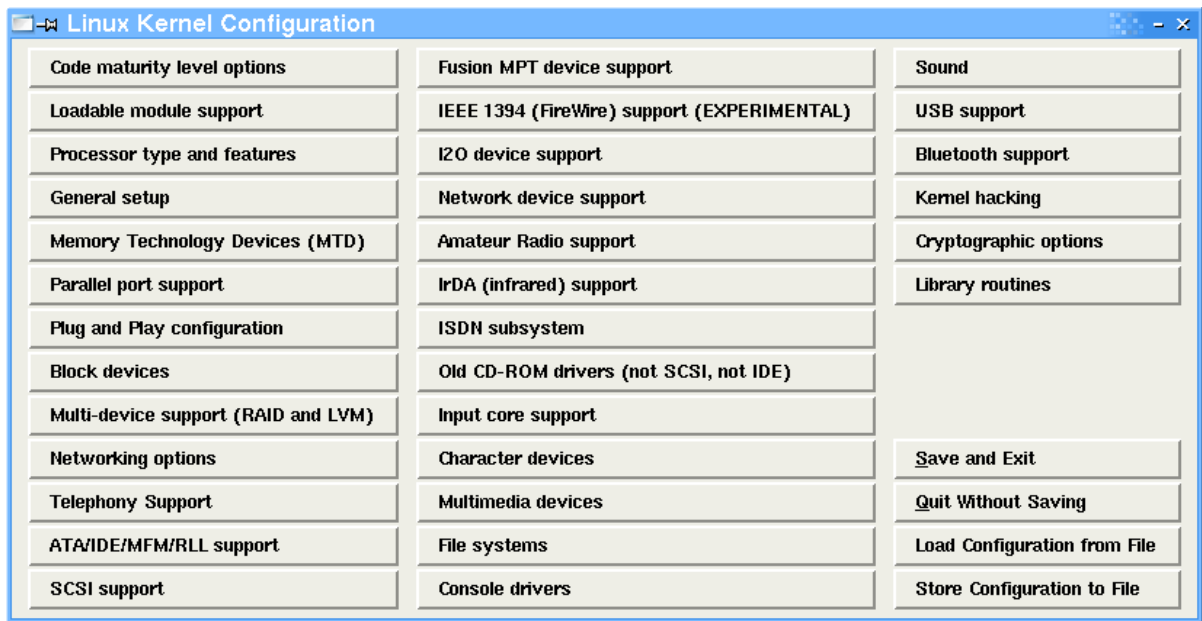 Linux Kernel Configuration
Code maturity level options
Loadable module support
Processor type and features
General setup
Memory Technology Devices (MTD)
Parallel port support
Plug and Play configuration
Block devices
Multi-device support (RAID and LVM)
Networking options
Telephony Support
ATA/IDE/MFM/RLL support
SCSI support
Fusion MPT device support
IEEE 1394 (FireWire) support (EXPERIMENTAL)
I2O device support
Network device support
Amateur Radio support
IrDA (infrared) support
ISDN subsystem
Old CD-ROM drivers (not SCSI, not IDE)
Input core support
Character devices
Multimedia devices
File systems
Console drivers
Sound
USB support
Bluetooth support
Kernel hacking
Cryptographic options
Library routines
Save and Exit
Quit Without Saving
Load Configuration from File
Store Configuration to File